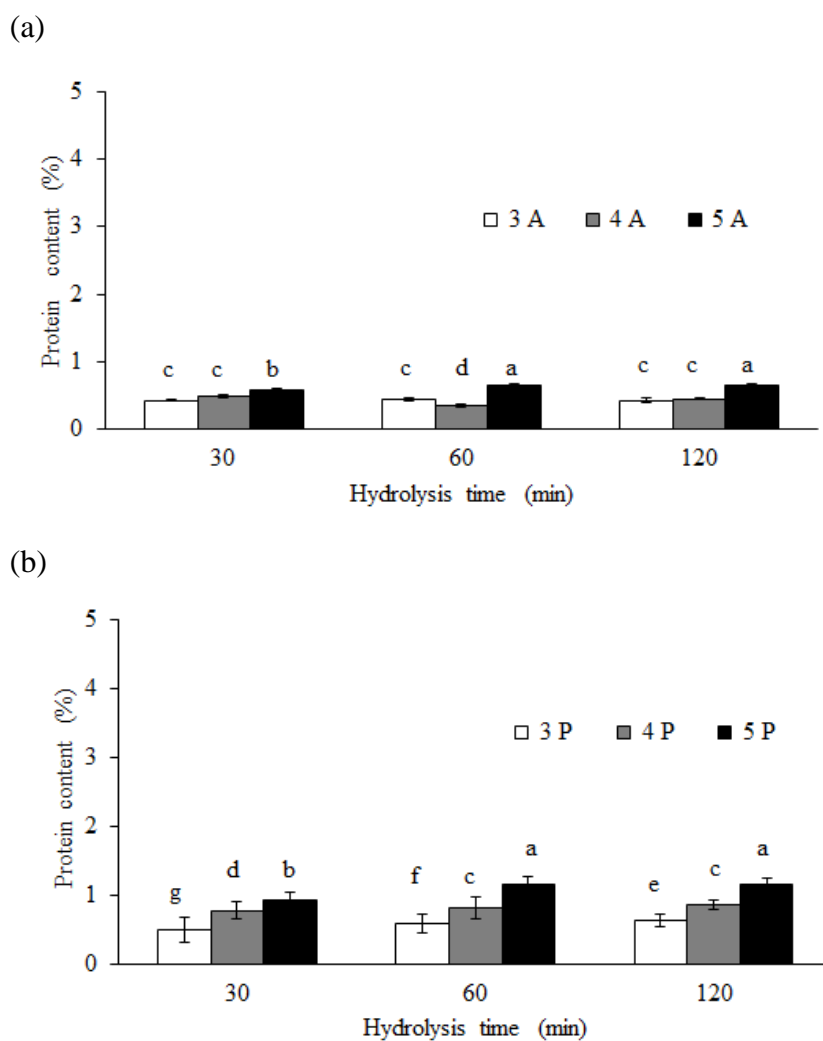 (a)
5
4
Protein content (%)
3
3 A 4 A 5 A
2
1
c c b c d a c c a
0
30 60 120
Hydrolysis time (min)
(b)
5
4
Protein content (%)
3
3 P 4 P 5 P
2
1
g d b f c a e c a
0
30 60 120
Hydrolysis time (min)